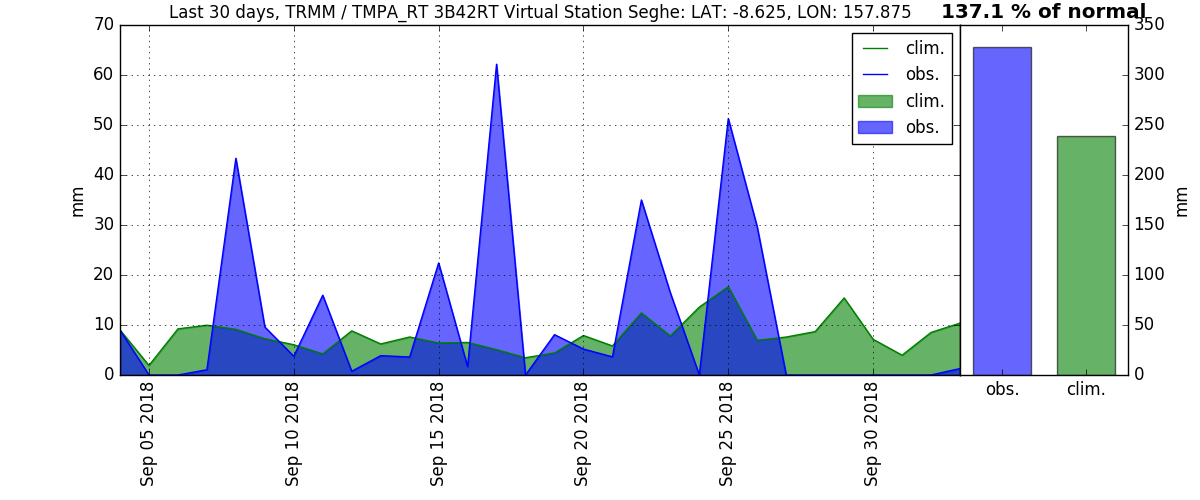 Last 30 days, TRMM / TMPA_RT 3B42RT Virtual Station Seghe: LAT: -8.625, LON: 157.875
137.1 % of normal
70
60
50
40
30
20
10
0
mm
clim.
obs.
clim.
obs.
Sep 05 2018
Sep 10 2018
Sep 15 2018
Sep 20 2018
Sep 25 2018
Sep 30 2018
350
300
250
200
150
100
50
0
mm
obs.
clim.